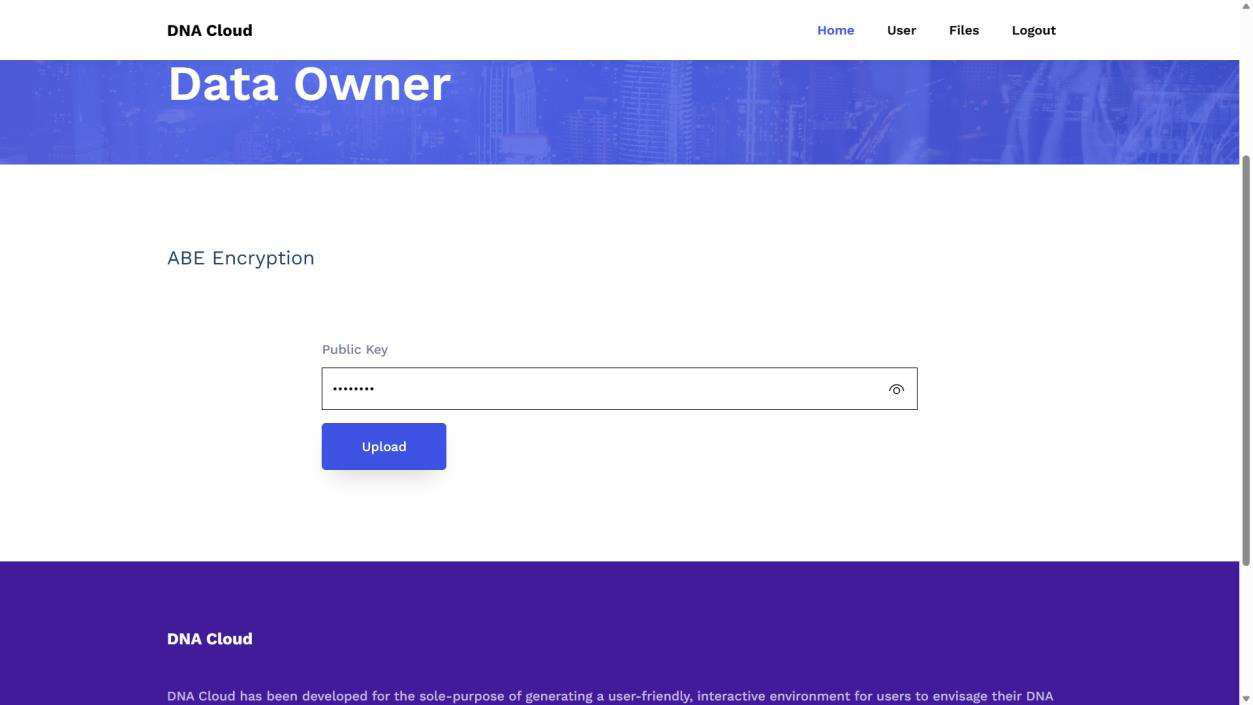 DNA Cloud
Home User Files Logout
Data Owner
ABE Encryption
Public Key
••••••••
Upload
DNA Cloud
DNA Cloud has been developed for the sole-purpose of generating a user-friendly, interactive environment for users to envisage their DNA